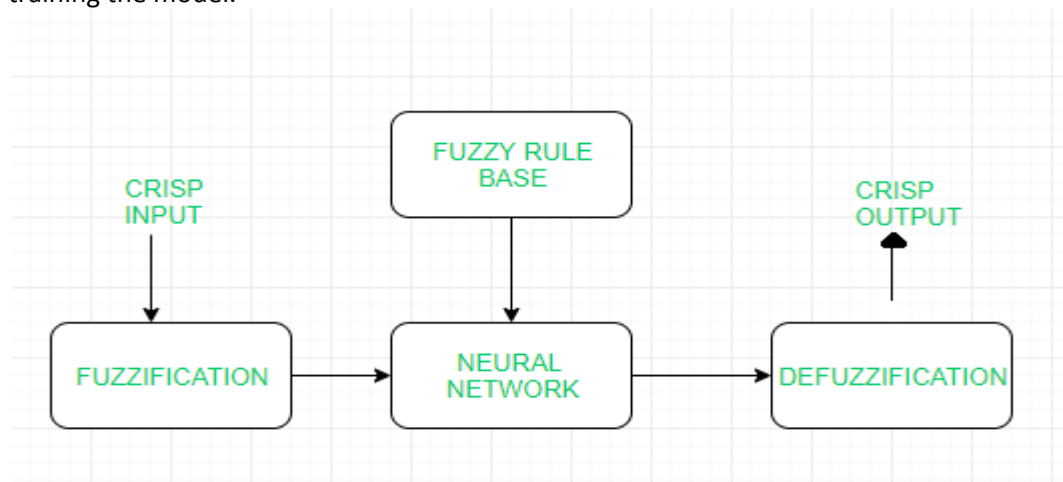 training the model.
FUZZY RULE
BASE
CRISP
INPUT
CRISP
OUTPUT
FUZZIFICATION
NEURAL
NETWORK
DEFUZZIFICATION